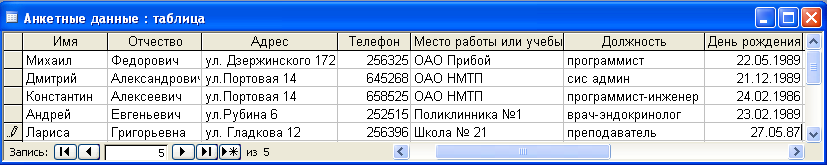 Анкетные данные : таблица
Имя Отчество Адрес Телефон Место работы или учебы Должность День рождения
Михаил Федорович ул. Дзержинского 172 256325 ОАО Прибой программист 22.05.1989
Дмитрий Александрович ул.Портовая 14 645268 ОАО НМТП сис админ 21.12.1989
Константин Алексеевич ул.Портовая 14 658525 ОАО НМТП программист-инженер 24.02.1986
Андрей Евгеньевич ул.Рубина 6 252515 Поликлинника №1 врач-эндокринолог 23.02.1989
Лариса Григорьевна ул. Гладкова 12 256396 Школа № 21 преподаватель 27.05.87
Запись: 5 из 5